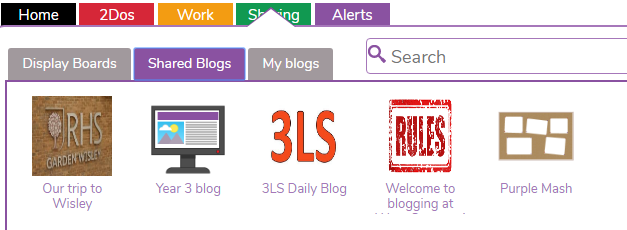 Home
2Dos
Work
Sharing
Alerts
Display Boards
Shared Blogs
My blogs
Search
RHS
GARDEN WISLEY
3LS
RULES
Our trip to
Wisley
Year 3 blog
3LS Daily Blog
Welcome to
blogging at
Purple Mash